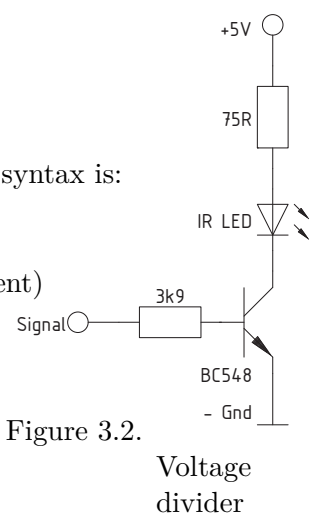 +5V
75R
syntax is:
IR LED
ent)
3k9
Signal
BC548
- Gnd
Figure 3.2.
Voltage
divider